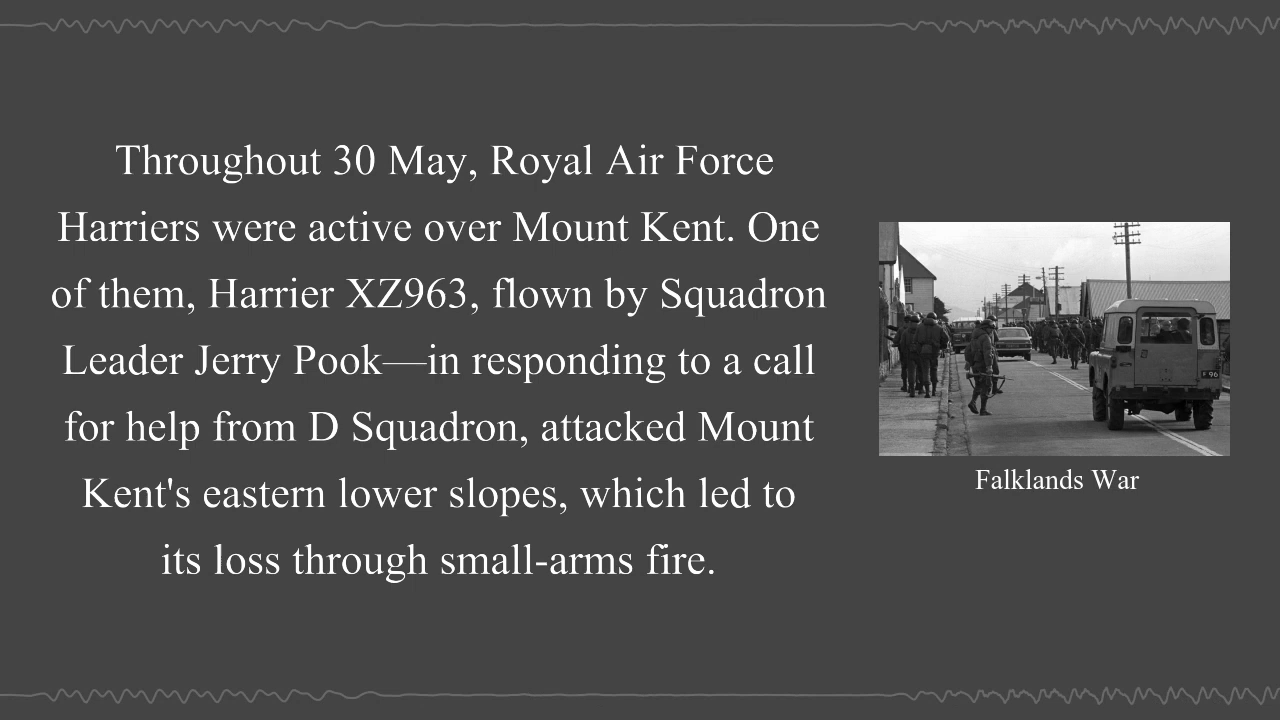 Throughout 30 May, Royal Air Force
Harriers were active over Mount Kent. One
of them, Harrier XZ963, flown by Squadron
Leader Jerry Pook—in responding to a call
for help from D Squadron, attacked Mount
Kent's eastern lower slopes, which led to
its loss through small-arms fire.
F 96
Falklands War